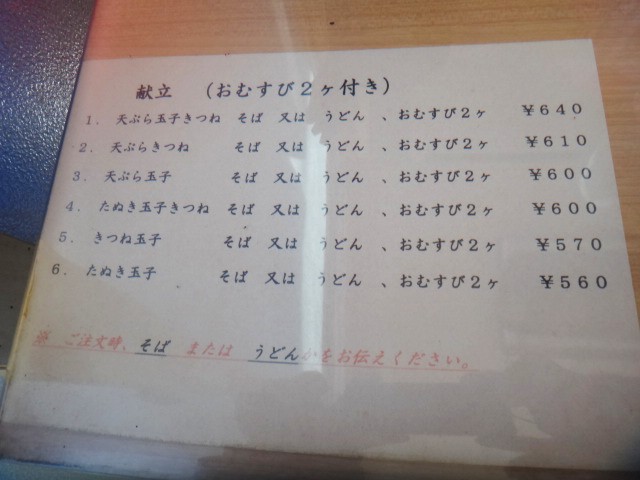 献立　（おむすび２ヶ付き）
１．天ぷら玉子きつね　そば　又は　うどん　、おむすび２ヶ　￥６４０
２．天ぷらきつね　そば　又は　うどん　、おむすび２ヶ　￥６１０
３．天ぷら玉子　そば　又は　うどん　、おむすび２ヶ　￥６００
４．たぬき玉子きつね　そば　又は　うどん　、おむすび２ヶ　￥６００
５．きつね玉子　そば　又は　うどん　、おむすび２ヶ　￥５７０
６．たぬき玉子　そば　又は　うどん　、おむすび２ヶ　￥５６０
※　ご注文時、そば　または　うどんかをお伝えください。